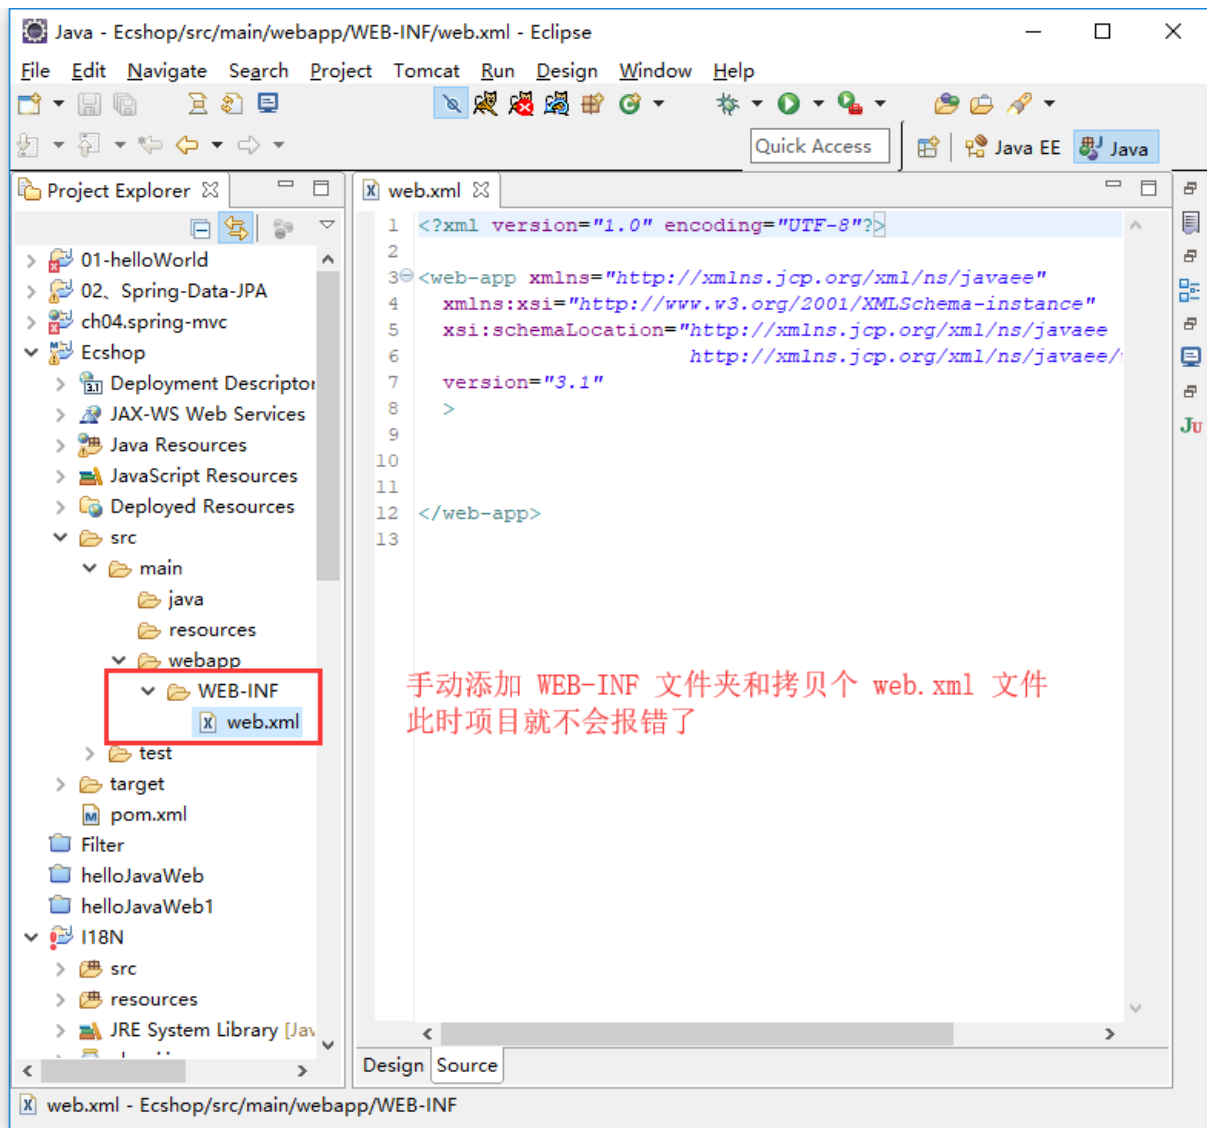 Java - Ecshop/src/main/webapp/WEB-INF/web.xml - Eclipse
File Edit Navigate Search Project Tomcat Run Design Window Help
Quick Access Java EE Java
Project Explorer
web.xml
01-helloWorld
02、Spring-Data-JPA
ch04.spring-mvc
Ecshop
Deployment Descriptor
JAX-WS Web Services
Java Resources
JavaScript Resources
Deployed Resources
src
main
java
resources
webapp
WEB-INF
web.xml
test
target
pom.xml
Filter
helloJavaWeb
helloJavaWeb1
I18N
src
resources
JRE System Library [Jav
1 <?xml version="1.0" encoding="UTF-8"?>
2
3 <web-app xmlns="http://xmlns.jcp.org/xml/ns/javaee"
4 xmlns:xsi="http://www.w3.org/2001/XMLSchema-instance"
5 xsi:schemaLocation="http://xmlns.jcp.org/xml/ns/javaee
6 http://xmlns.jcp.org/xml/ns/javaee/
7 version="3.1"
8 >
9
10
11
12 </web-app>
13
手动添加 WEB-INF 文件夹和拷贝个 web.xml 文件
此时项目就不会报错了
Design Source
web.xml - Ecshop/src/main/webapp/WEB-INF